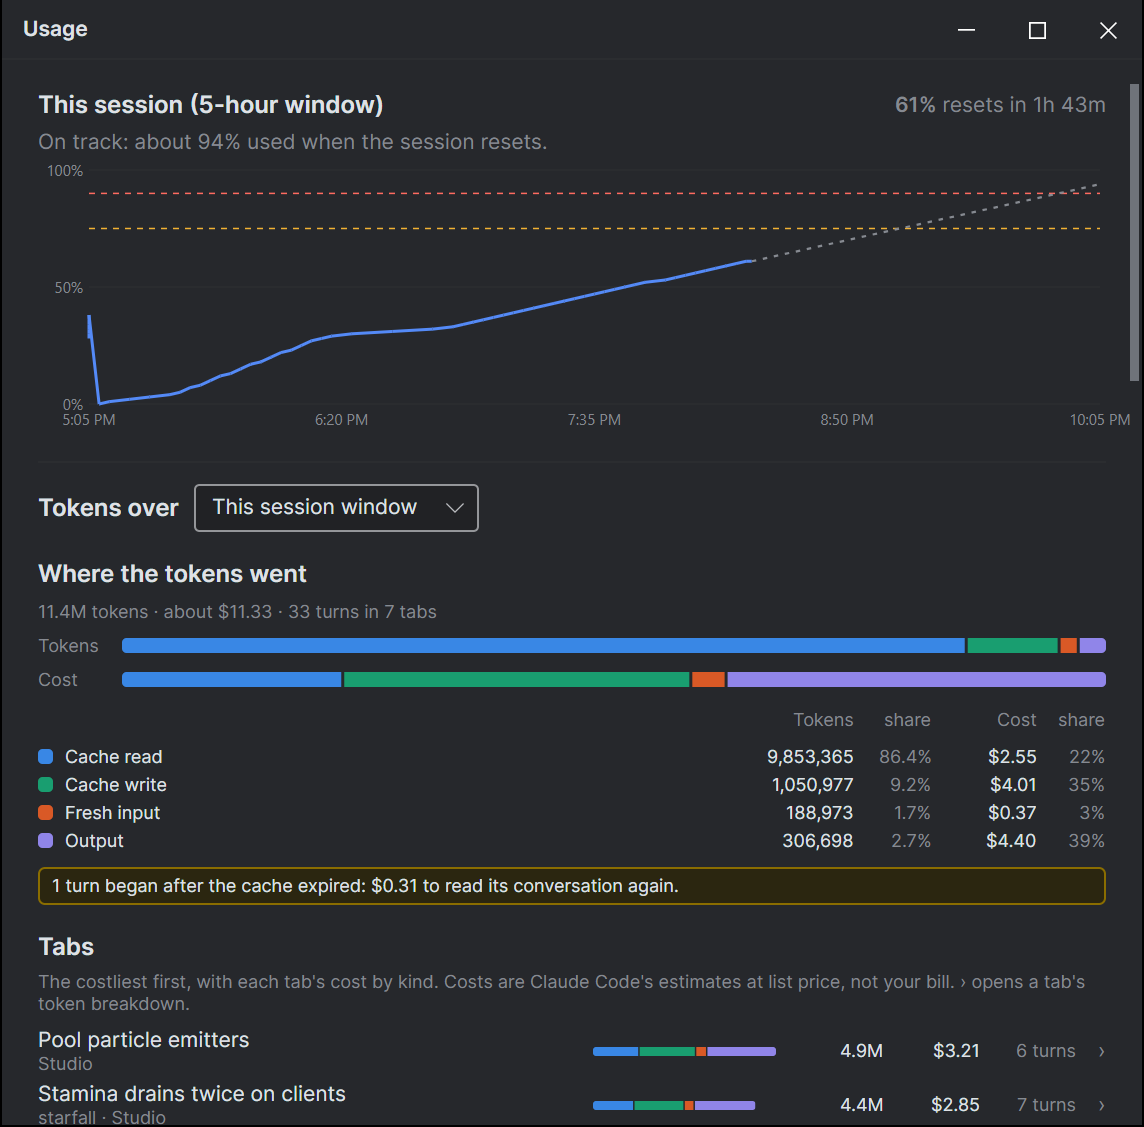 Usage
This session (5-hour window)
61% resets in 1h 43m
On track: about 94% used when the session resets.
100%
50%
0%
5:05 PM
6:20 PM
7:35 PM
8:50 PM
10:05 PM
Tokens over
This session window
Where the tokens went
11.4M tokens · about $11.33 · 33 turns in 7 tabs
Tokens
Cost
Tokens share Cost share
Cache read 9,853,365 86.4% $2.55 22%
Cache write 1,050,977 9.2% $4.01 35%
Fresh input 188,973 1.7% $0.37 3%
Output 306,698 2.7% $4.40 39%
1 turn began after the cache expired: $0.31 to read its conversation again.
Tabs
The costliest first, with each tab's cost by kind. Costs are Claude Code's estimates at list price, not your bill. › opens a tab's
token breakdown.
Pool particle emitters
Studio
4.9M $3.21 6 turns ›
Stamina drains twice on clients
starfall · Studio
4.4M $2.85 7 turns ›